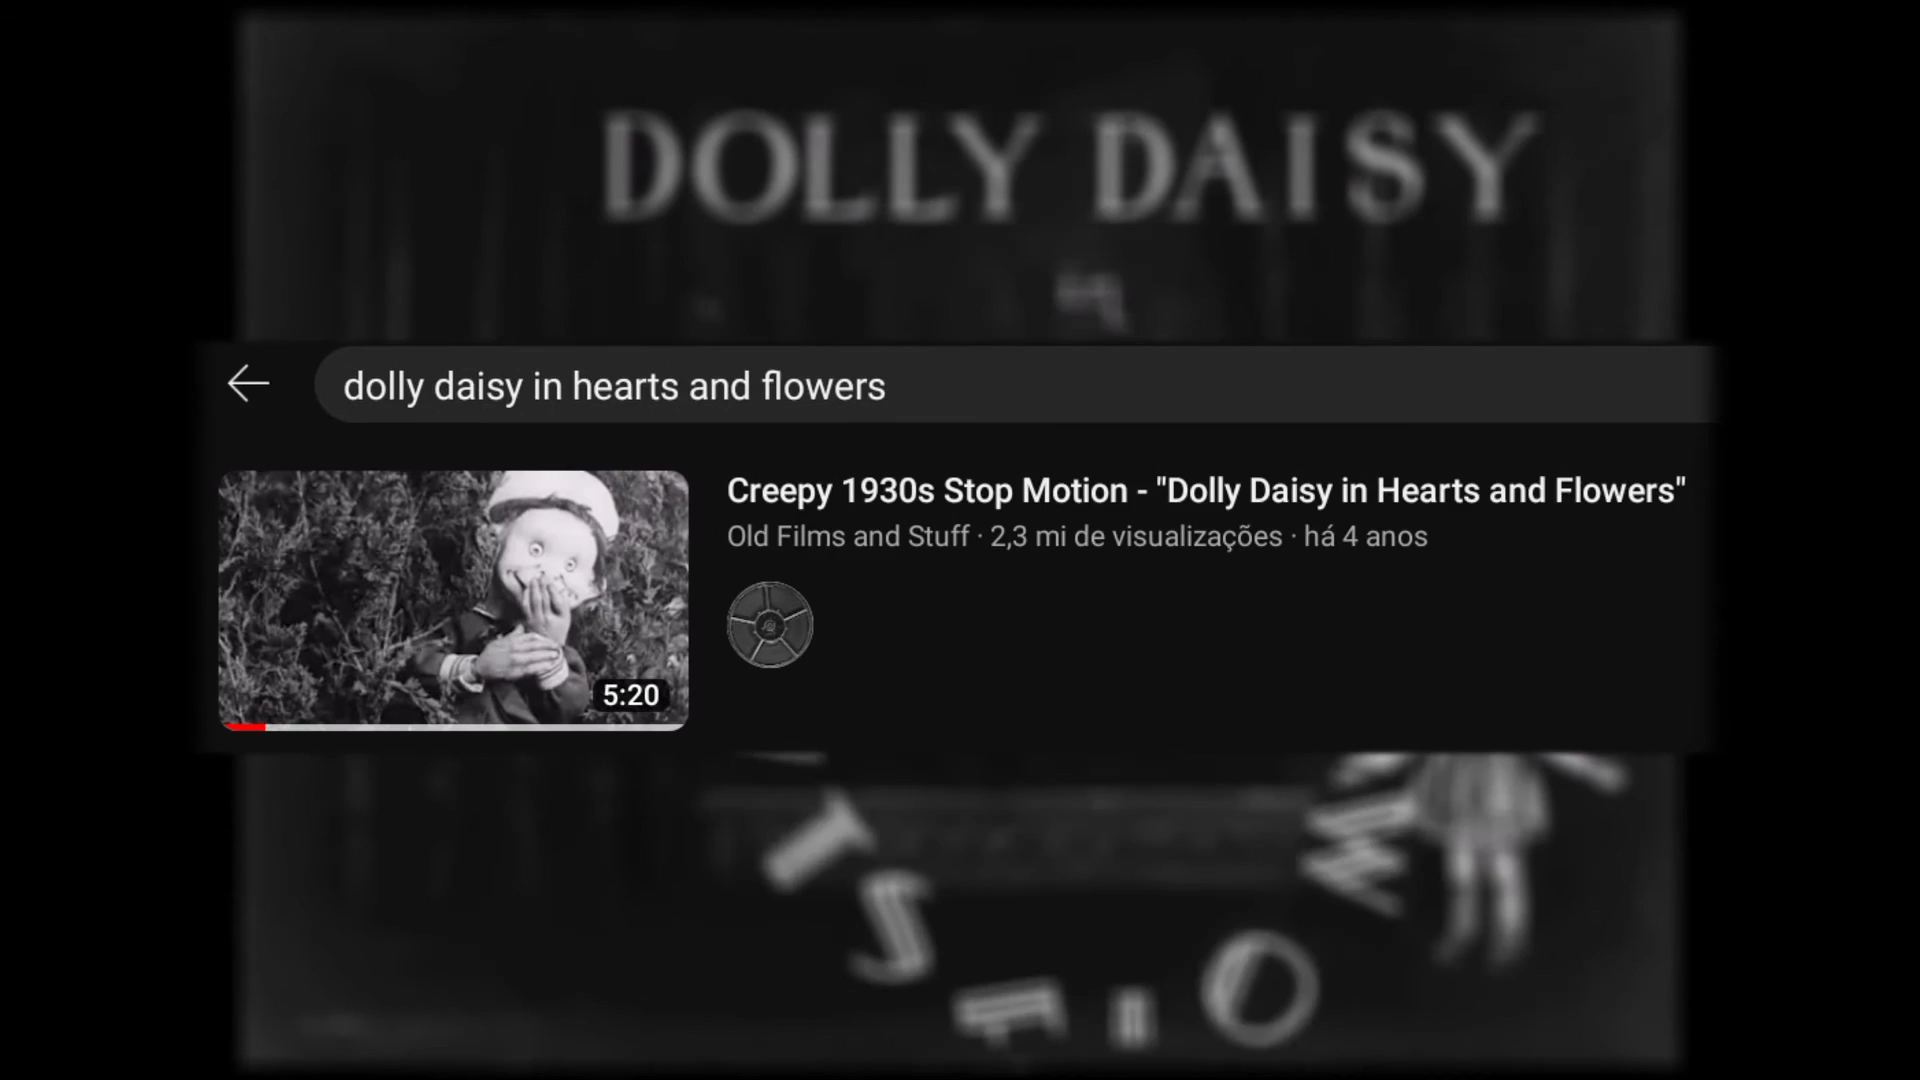 DOLLY DAISY
dolly daisy in hearts and flowers
Creepy 1930s Stop Motion - "Dolly Daisy in Hearts and Flowers"
Old Films and Stuff · 2,3 mi de visualizações · há 4 anos
5:20